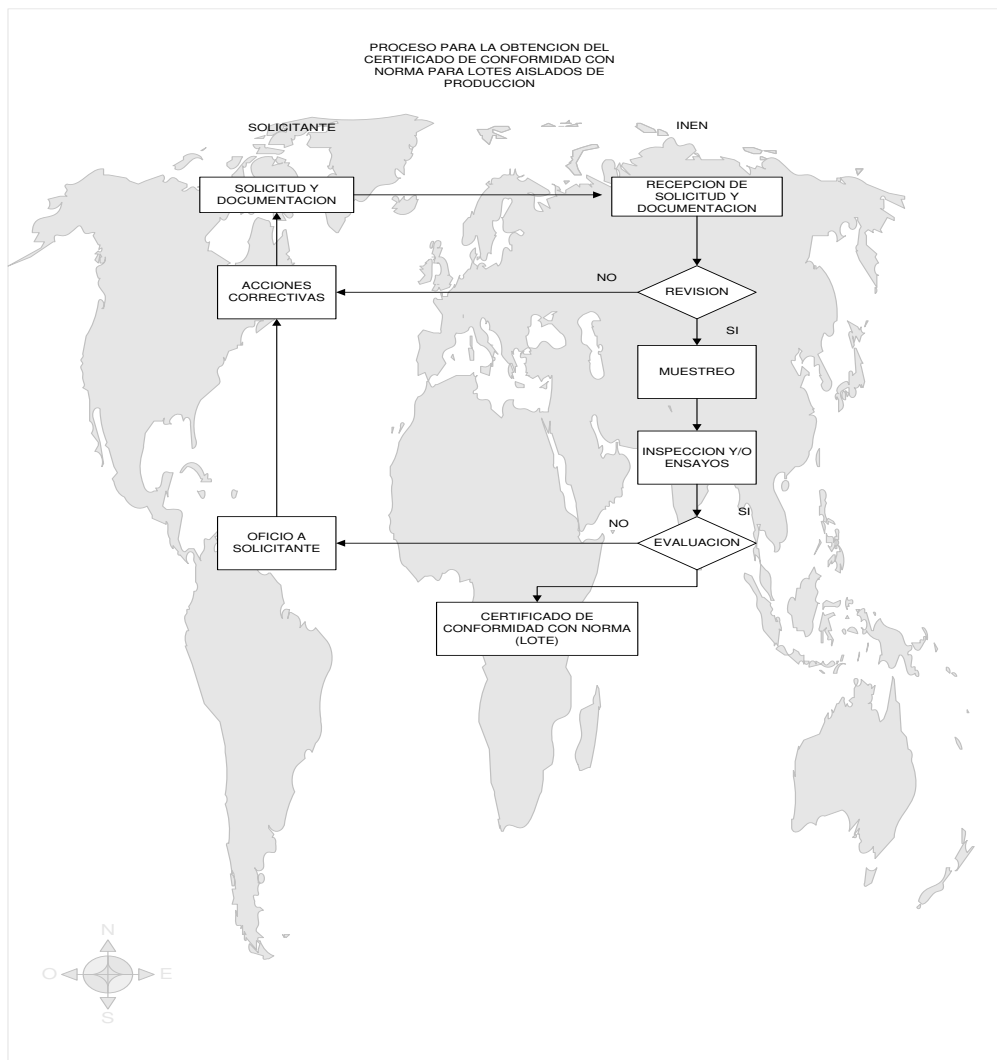 PROCESO PARA LA OBTENCION DEL
CERTIFICADO DE CONFORMIDAD CON
NORMA PARA LOTES AISLADOS DE
PRODUCCION
SOLICITANTE
INEN
SOLICITUD Y
DOCUMENTACION
RECEPCION DE
SOLICITUD Y
DOCUMENTACION
ACCIONES
CORRECTIVAS
NO
REVISION
SI
MUESTREO
INSPECCION Y/O
ENSAYOS
SI
OFICIO A
SOLICITANTE
NO
EVALUACION
CERTIFICADO DE
CONFORMIDAD CON NORMA
(LOTE)
N
O
E
S